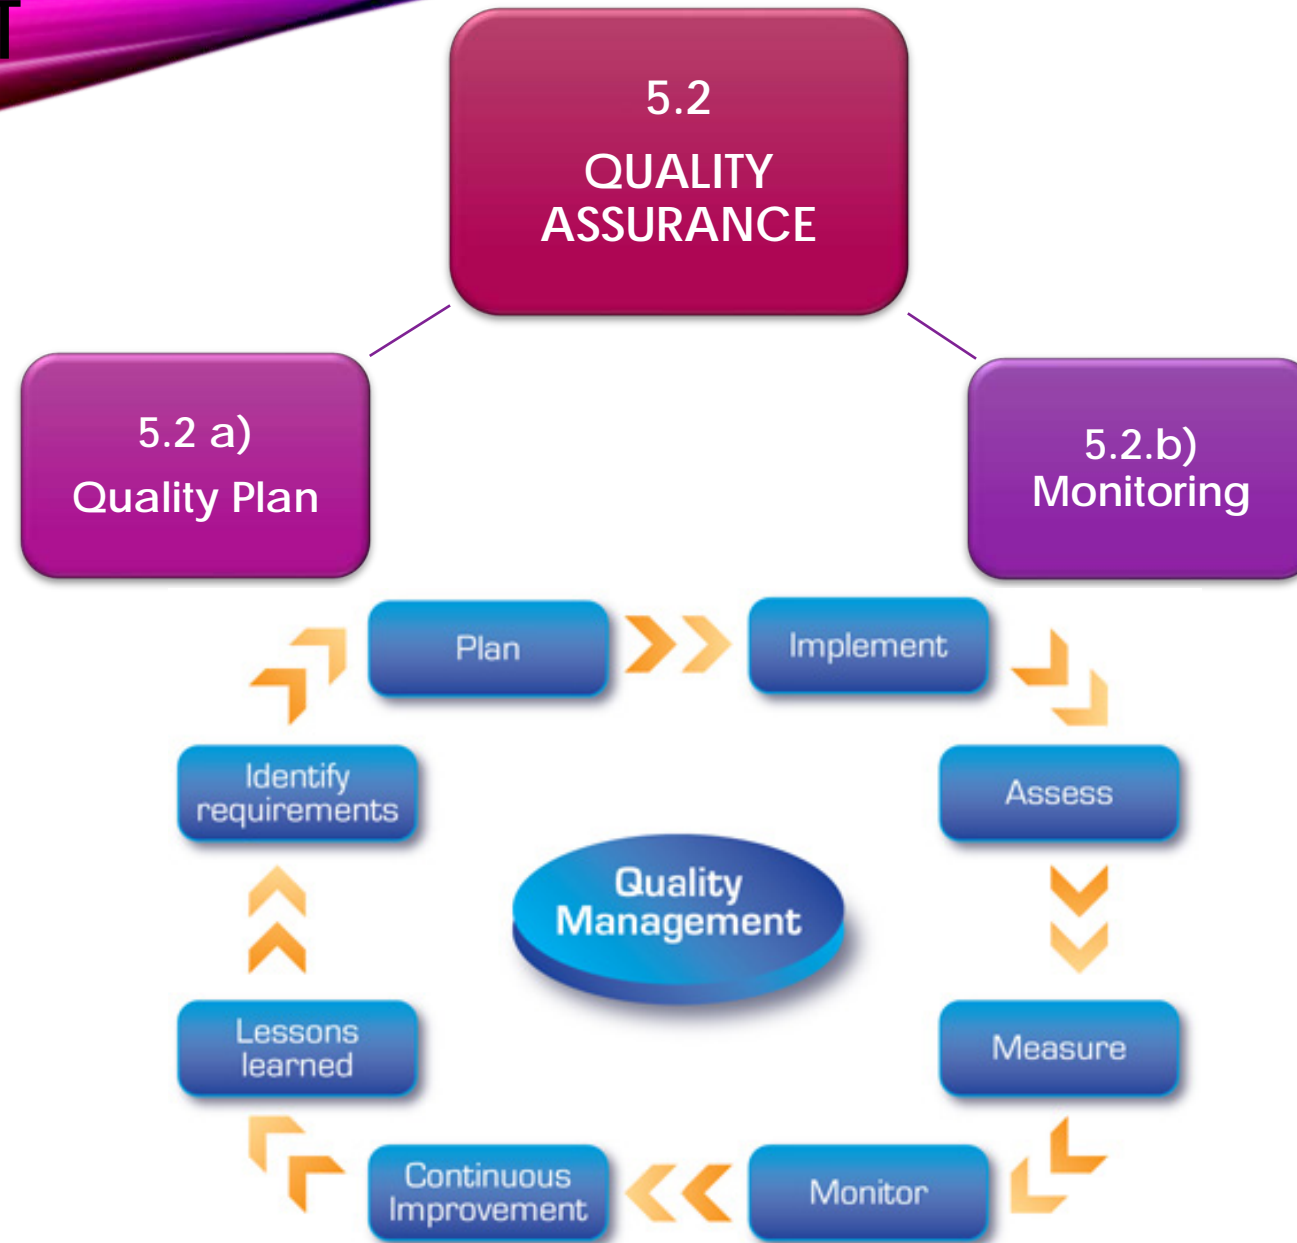 5.2
QUALITY
ASSURANCE
5.2 a)
Quality Plan
5.2.b)
Monitoring
Plan
Implement
Identify
requirements
Assess
Quality
Management
Lessons
learned
Measure
Continuous
Improvement
Monitor